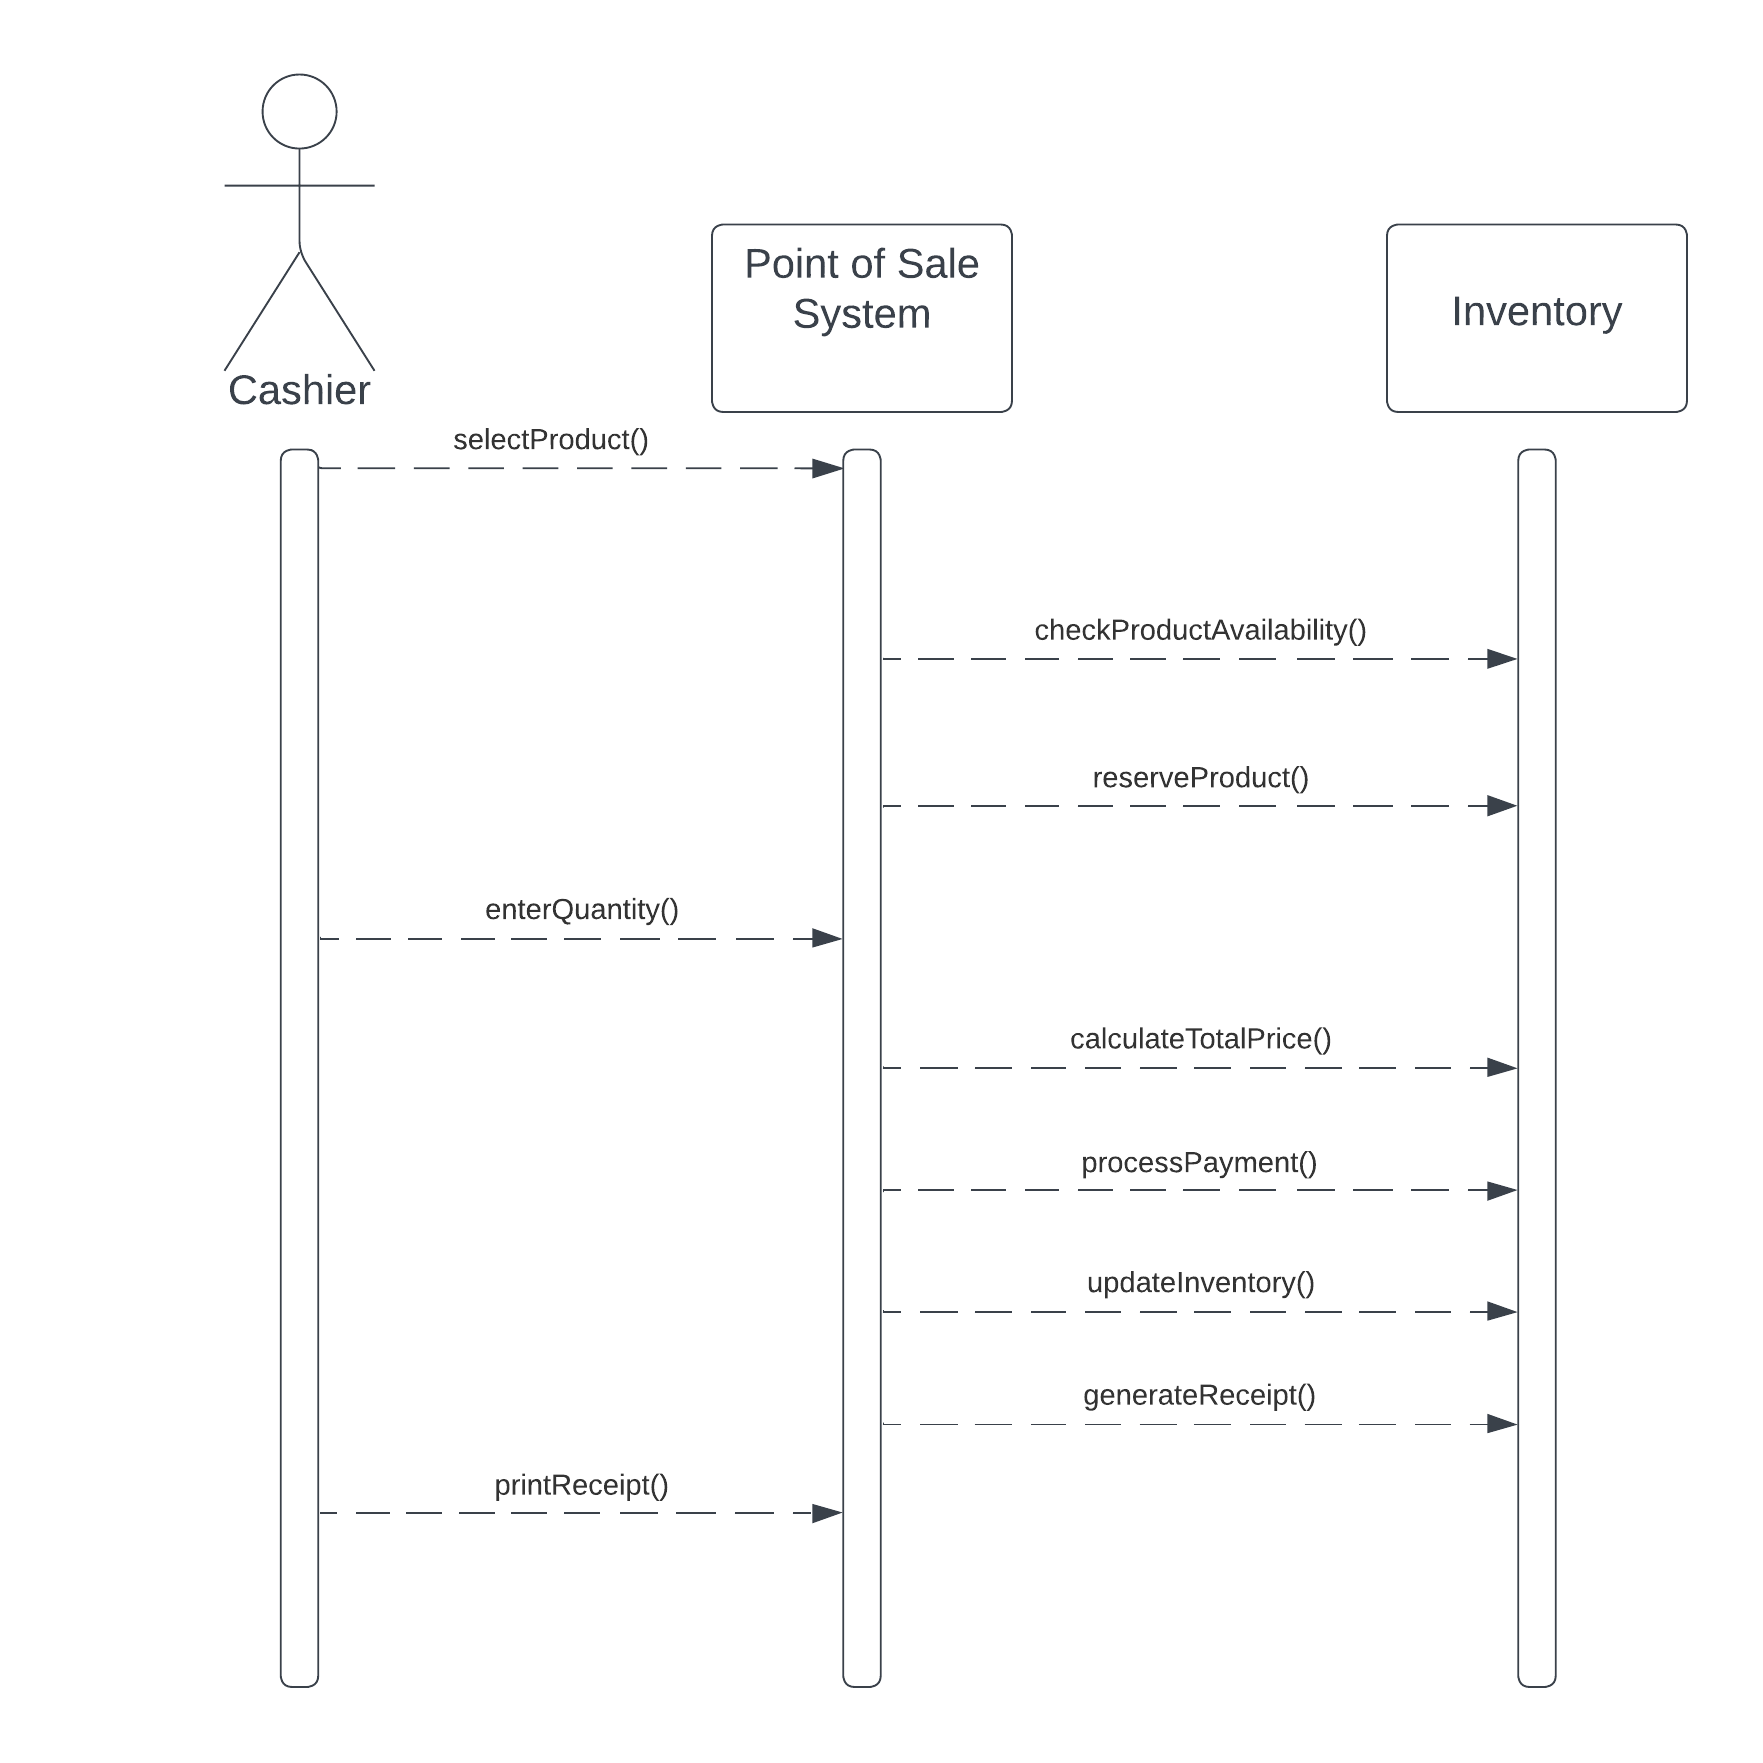 Point of Sale
System
Inventory
Cashier
selectProduct()
checkProductAvailability()
reserveProduct()
enterQuantity()
calculateTotalPrice()
processPayment()
updateInventory()
generateReceipt()
printReceipt()